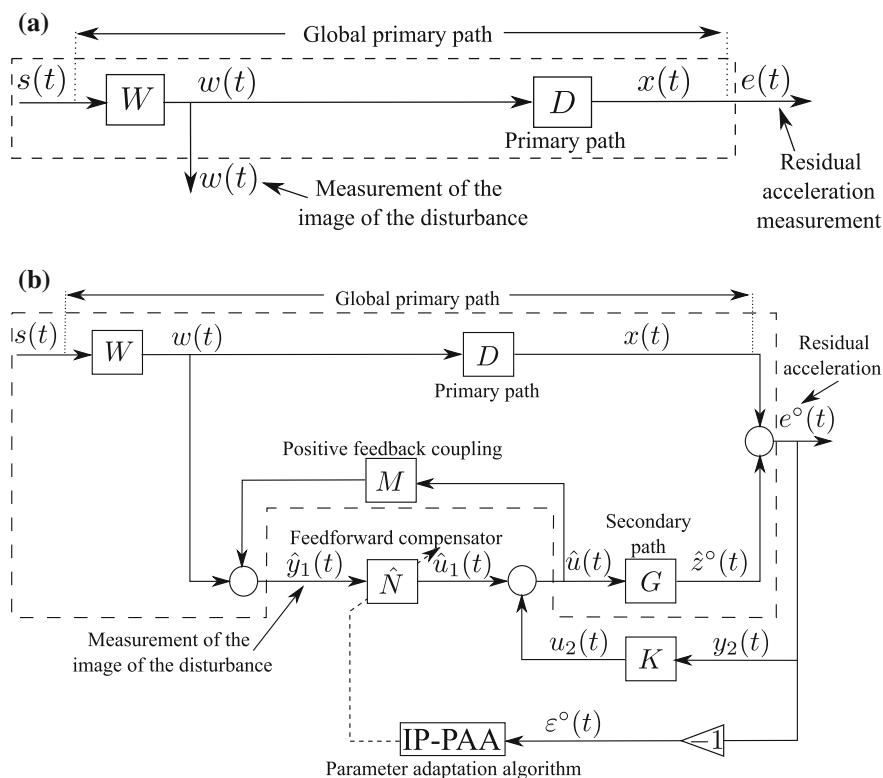 (a)
Global primary path
s(t)
W
w(t)
D
x(t)
e(t)
Primary path
w(t)
Measurement of the
image of the disturbance
Residual
acceleration
measurement
(b)
Global primary path
s(t)
W
w(t)
D
x(t)
Primary path
Residual
acceleration
e°(t)
Positive feedback coupling
M
Feedforward compensator
Secondary
path
ŷ₁(t)
N̂
û₁(t)
û(t)
G
ẑ°(t)
Measurement of the
image of the disturbance
u₂(t)
K
y₂(t)
IP-PAA
ε°(t)
−1
Parameter adaptation algorithm